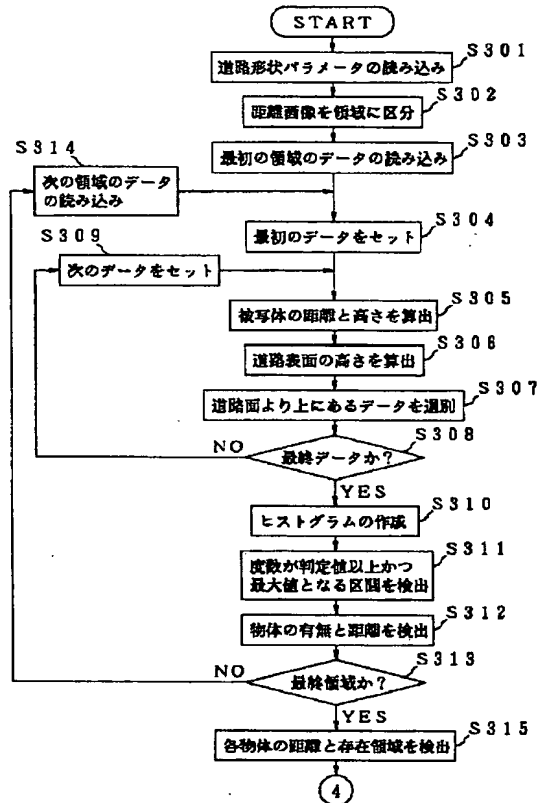 START
S301
道路形状パラメータの読み込み
S302
距離画像を領域に区分
S303
最初の領域のデータの読み込み
S314
次の領域のデータ
の読み込み
S304
最初のデータをセット
S309
次のデータをセット
S305
被写体の距離と高さを算出
S306
道路表面の高さを算出
S307
道路面より上にあるデータを選別
S308
最終データか?
NO
YES
S310
ヒストグラムの作成
S311
度数が判定値以上かつ
最大値となる区間を検出
S312
物体の有無と距離を検出
S313
最終領域か?
NO
YES
S315
各物体の距離と存在領域を検出
4